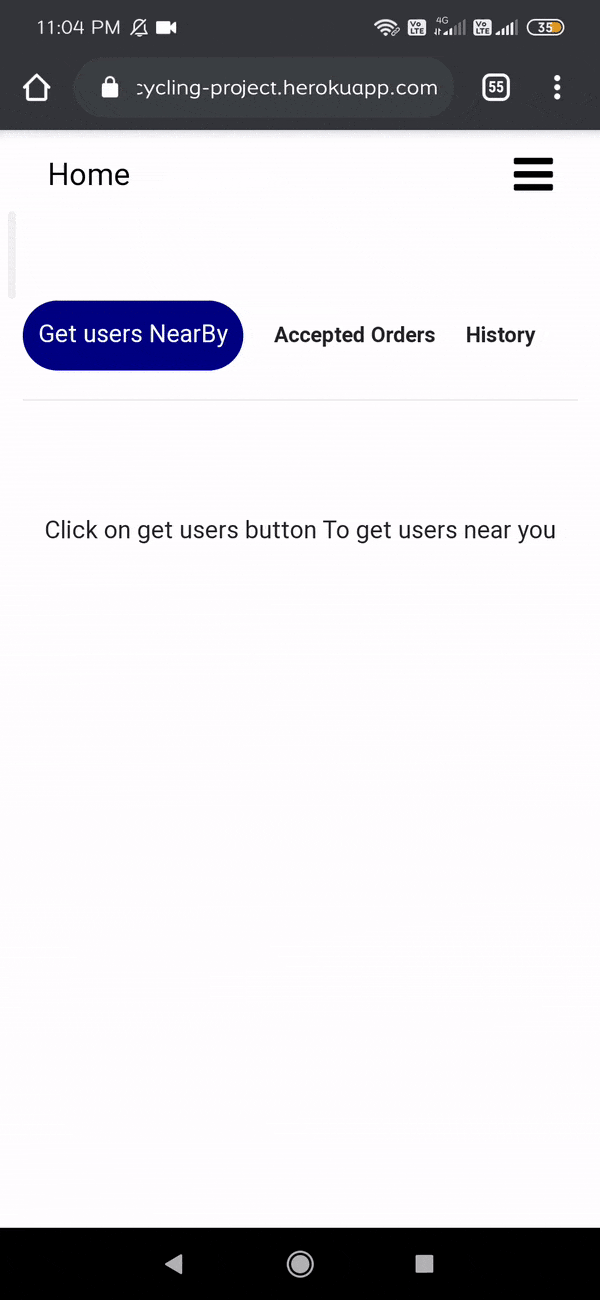 11:04 PM Vo LTE 4G Vo LTE 35
cycling-project.herokuapp.com 55
Home
Get users NearBy Accepted Orders History
Click on get users button To get users near you